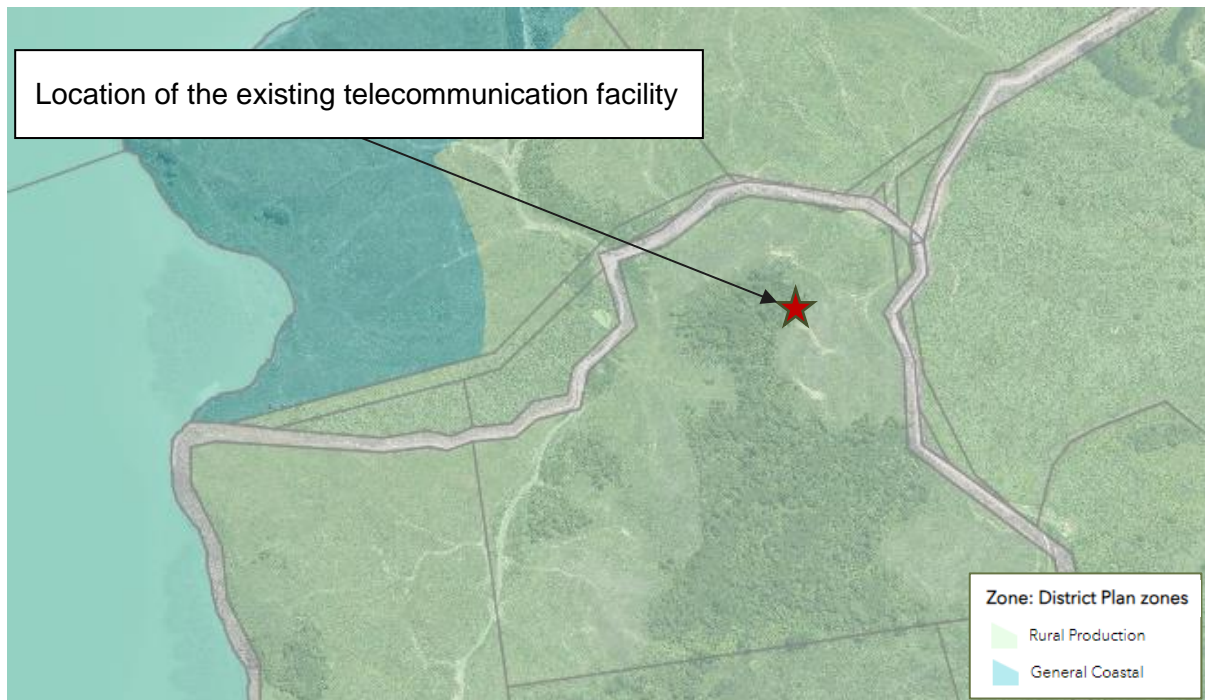 Location of the existing telecommunication facility
Zone: District Plan zones
Rural Production
General Coastal